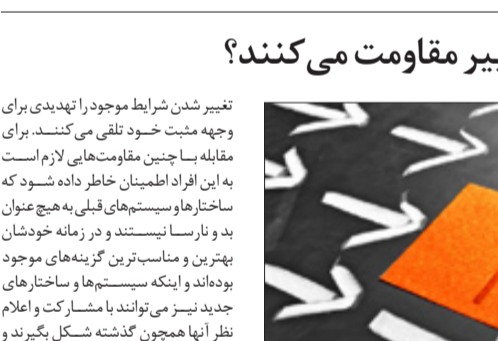 مقاومت می‌کنند؟
تغییر شدن شرایط موجود را تهدیدی برای
وجهه مثبت خود تلقی می‌کنند. برای
مقابله با چنین مقاومت‌هایی لازم است
به این افراد اطمینان خاطر داده شود که
ساختارها و سیستم‌های قبلی به هیچ عنوان
بد و نارسا نیستند و در زمانه خودشان
بهترین و مناسب‌ترین گزینه‌های موجود
بوده‌اند و اینکه سیستم‌ها و ساختارهای
جدید نیز می‌توانند با مشارکت و اعلام
نظر آنها همچون گذشته شکل بگیرند و